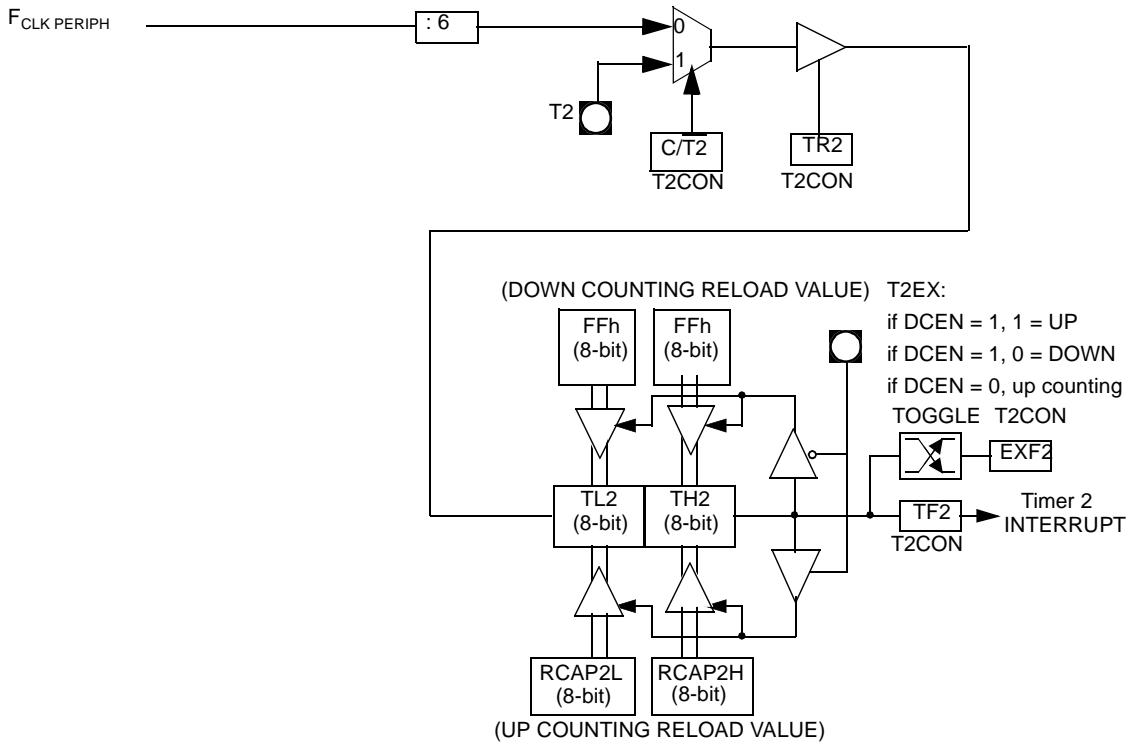 FCLK PERIPH
: 6
0
1
T2
C/T2
TR2
T2CON
T2CON
(DOWN COUNTING RELOAD VALUE)
T2EX:
if DCEN = 1, 1 = UP
if DCEN = 1, 0 = DOWN
if DCEN = 0, up counting
FFh
(8-bit)
FFh
(8-bit)
TOGGLE
T2CON
EXF2
TL2
(8-bit)
TH2
(8-bit)
TF2
T2CON
Timer 2
INTERRUPT
RCAP2L
(8-bit)
RCAP2H
(8-bit)
(UP COUNTING RELOAD VALUE)